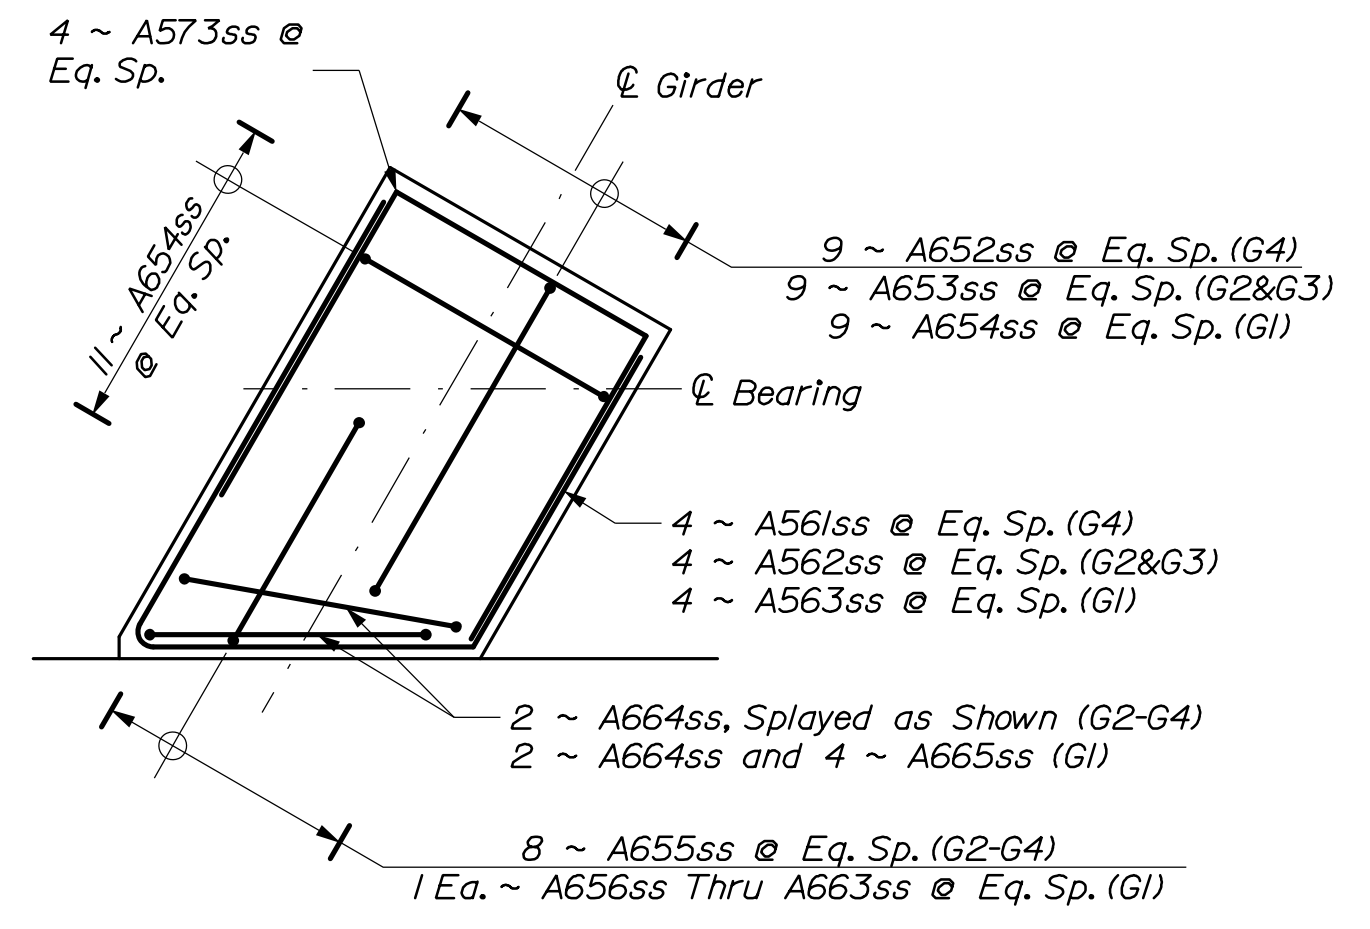 4 ~ A573ss @
Eq. Sp.
℄ Girder
11 ~ A654ss
@ Eq. Sp.
9 ~ A652ss @ Eq. Sp. (G4)
9 ~ A653ss @ Eq. Sp. (G2&G3)
9 ~ A654ss @ Eq. Sp. (G1)
℄ Bearing
4 ~ A561ss @ Eq. Sp. (G4)
4 ~ A562ss @ Eq. Sp. (G2&G3)
4 ~ A563ss @ Eq. Sp. (G1)
2 ~ A664ss, Splayed as Shown (G2-G4)
2 ~ A664ss and 4 ~ A665ss (G1)
8 ~ A655ss @ Eq. Sp. (G2-G4)
1 Ea. ~ A656ss Thru A663ss @ Eq. Sp. (G1)